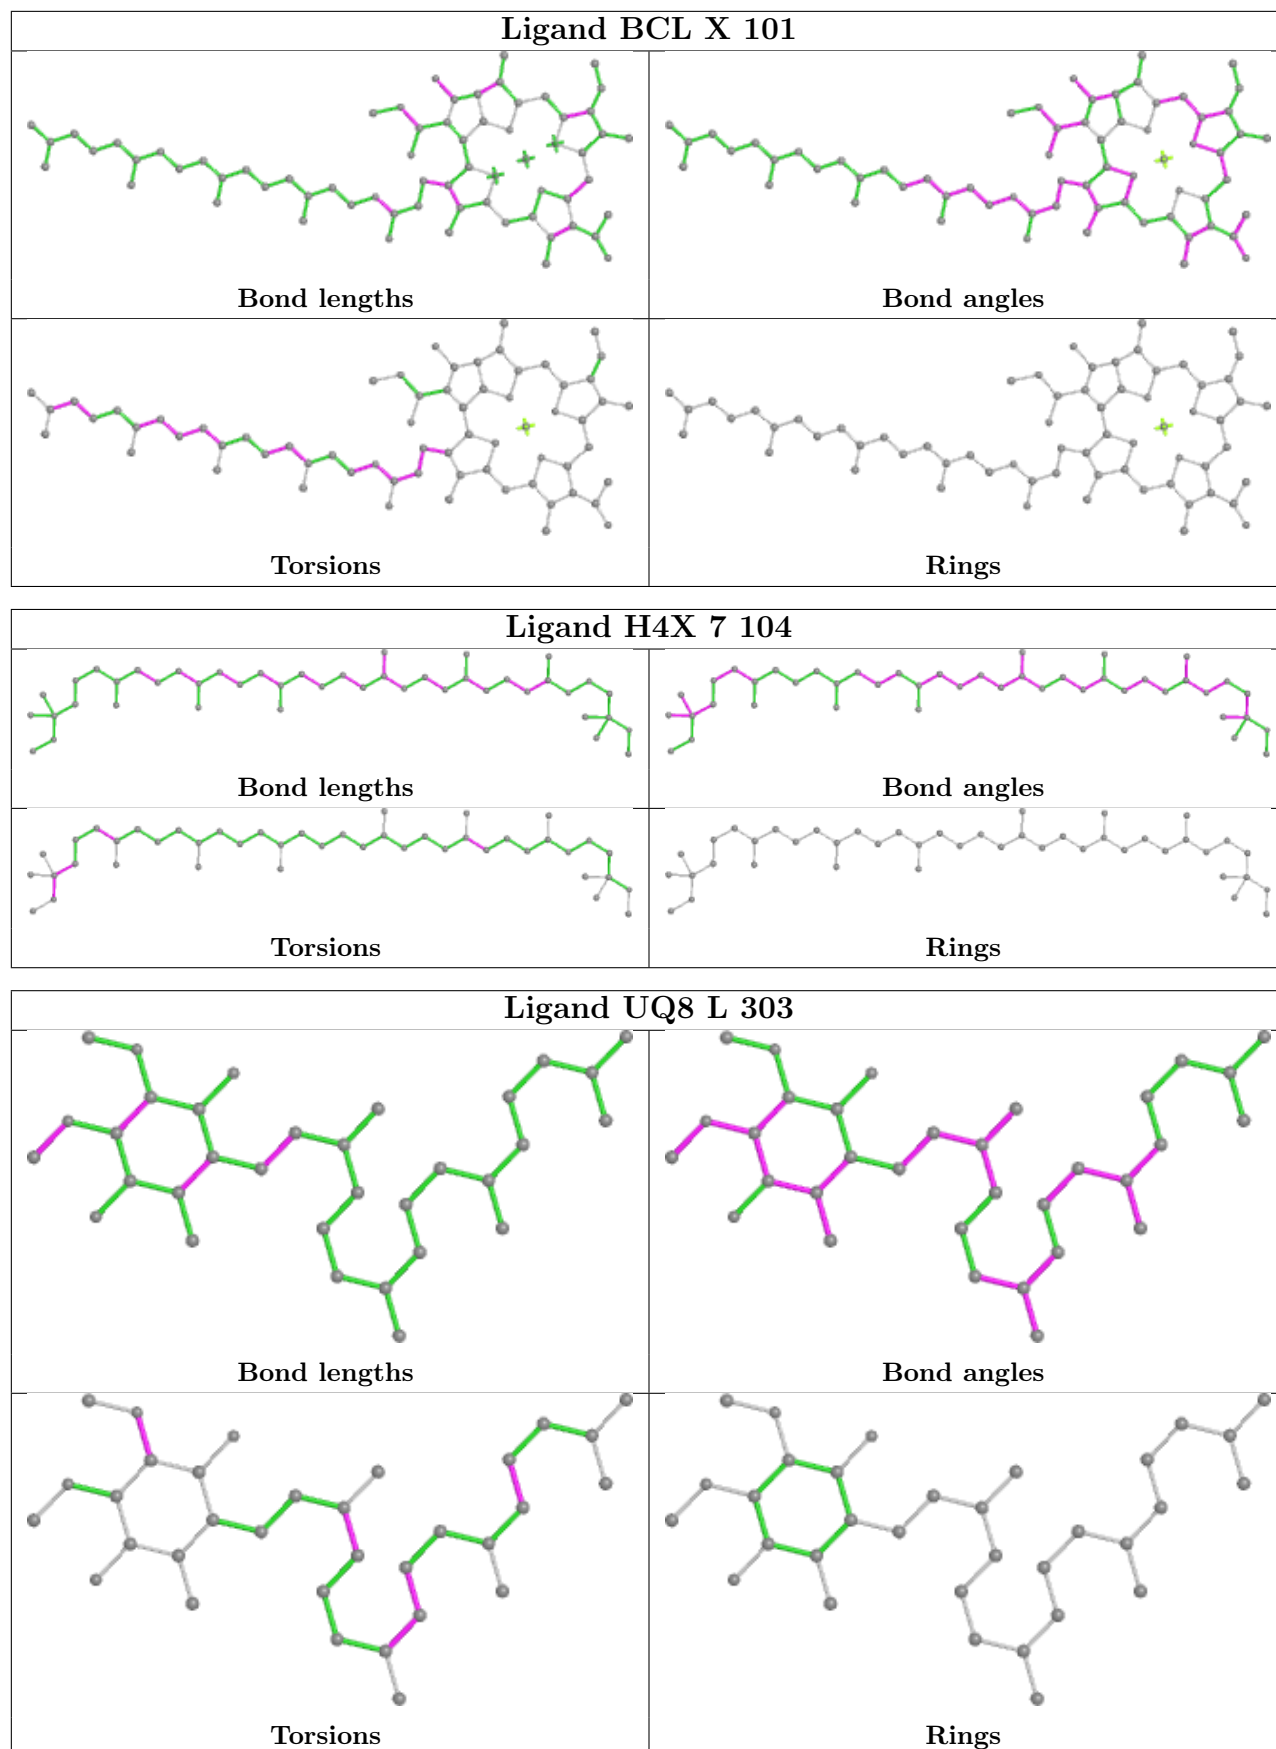 Ligand BCL X 101
Bond lengths
Bond angles
Torsions
Rings
Ligand H4X 7 104
Bond lengths
Bond angles
Torsions
Rings
Ligand UQ8 L 303
Bond lengths
Bond angles
Torsions
Rings